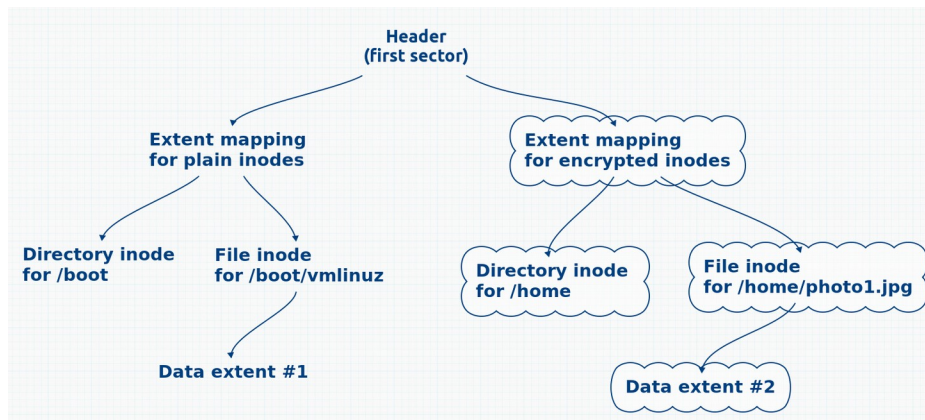 Header
(first sector)
Extent mapping
for plain inodes
Extent mapping
for encrypted inodes
Directory inode
for /boot
File inode
for /boot/vmlinuz
Directory inode
for /home
File inode
for /home/photo1.jpg
Data extent #1
Data extent #2